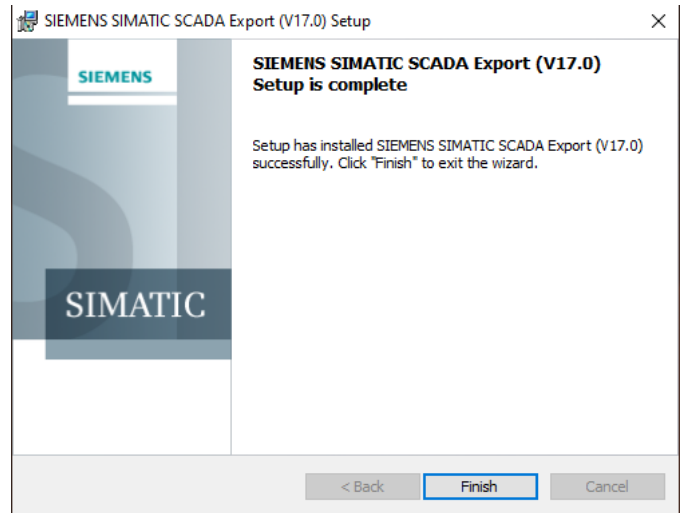 SIEMENS SIMATIC SCADA Export (V17.0) Setup
SIEMENS
SIEMENS SIMATIC SCADA Export (V17.0)
Setup is complete
Setup has installed SIEMENS SIMATIC SCADA Export (V17.0)
successfully. Click "Finish" to exit the wizard.
SIMATIC
< Back Finish Cancel